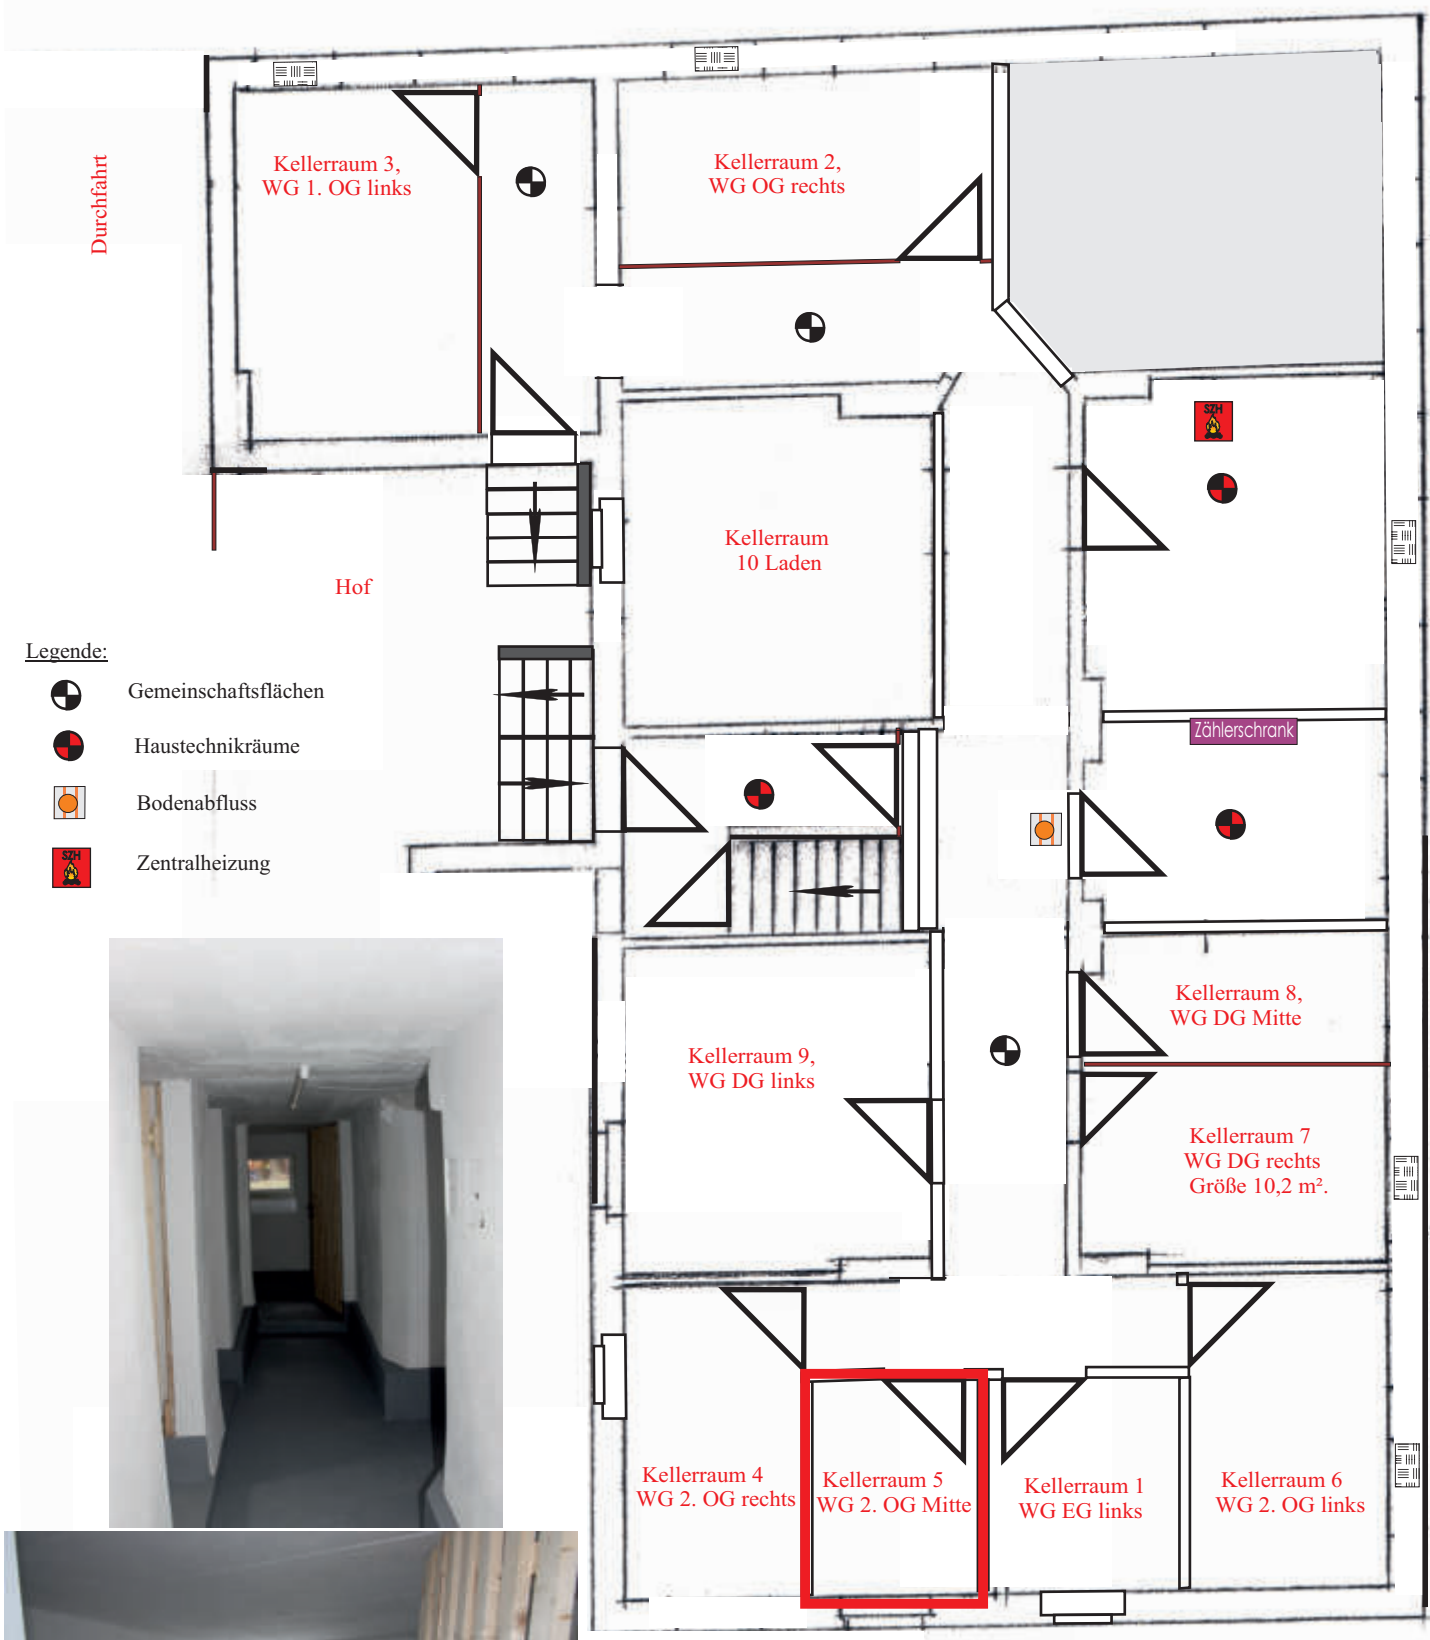 Durchfahrt
Kellerraum 3,
WG 1. OG links
Kellerraum 2,
WG OG rechts
SZH
Kellerraum
10 Laden
Hof
Legende:
Gemeinschaftsflächen
Haustechnikräume
Bodenabfluss
SZH
Zentralheizung
Zählerschrank
Kellerraum 8,
WG DG Mitte
Kellerraum 9,
WG DG links
Kellerraum 7
WG DG rechts
Größe 10,2 m².
Kellerraum 4
WG 2. OG rechts
Kellerraum 5
WG 2. OG Mitte
Kellerraum 1
WG EG links
Kellerraum 6
WG 2. OG links